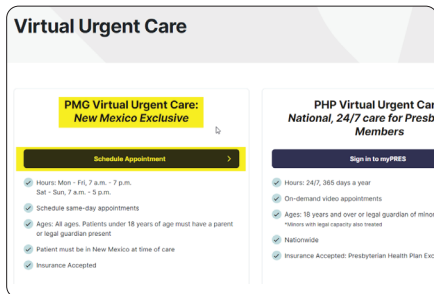 Virtual Urgent Care
PMG Virtual Urgent Care:
New Mexico Exclusive
Schedule Appointment
Hours: Mon - Fri, 7 a.m. - 7 p.m.
Sat - Sun, 7 a.m. - 5 p.m.
Schedule same-day appointments
Ages: All ages. Patients under 18 years of age must have a parent
or legal guardian present
Patient must be in New Mexico at time of care
Insurance Accepted
PHP Virtual Urgent Car
National, 24/7 care for Presb
Members
Sign in to myPRES
Hours: 24/7, 365 days a year
On-demand video appointments
Ages: 18 years and over or legal guardian of minor
*Minors with legal capacity also treated
Nationwide
Insurance Accepted: Presbyterian Health Plan Exc